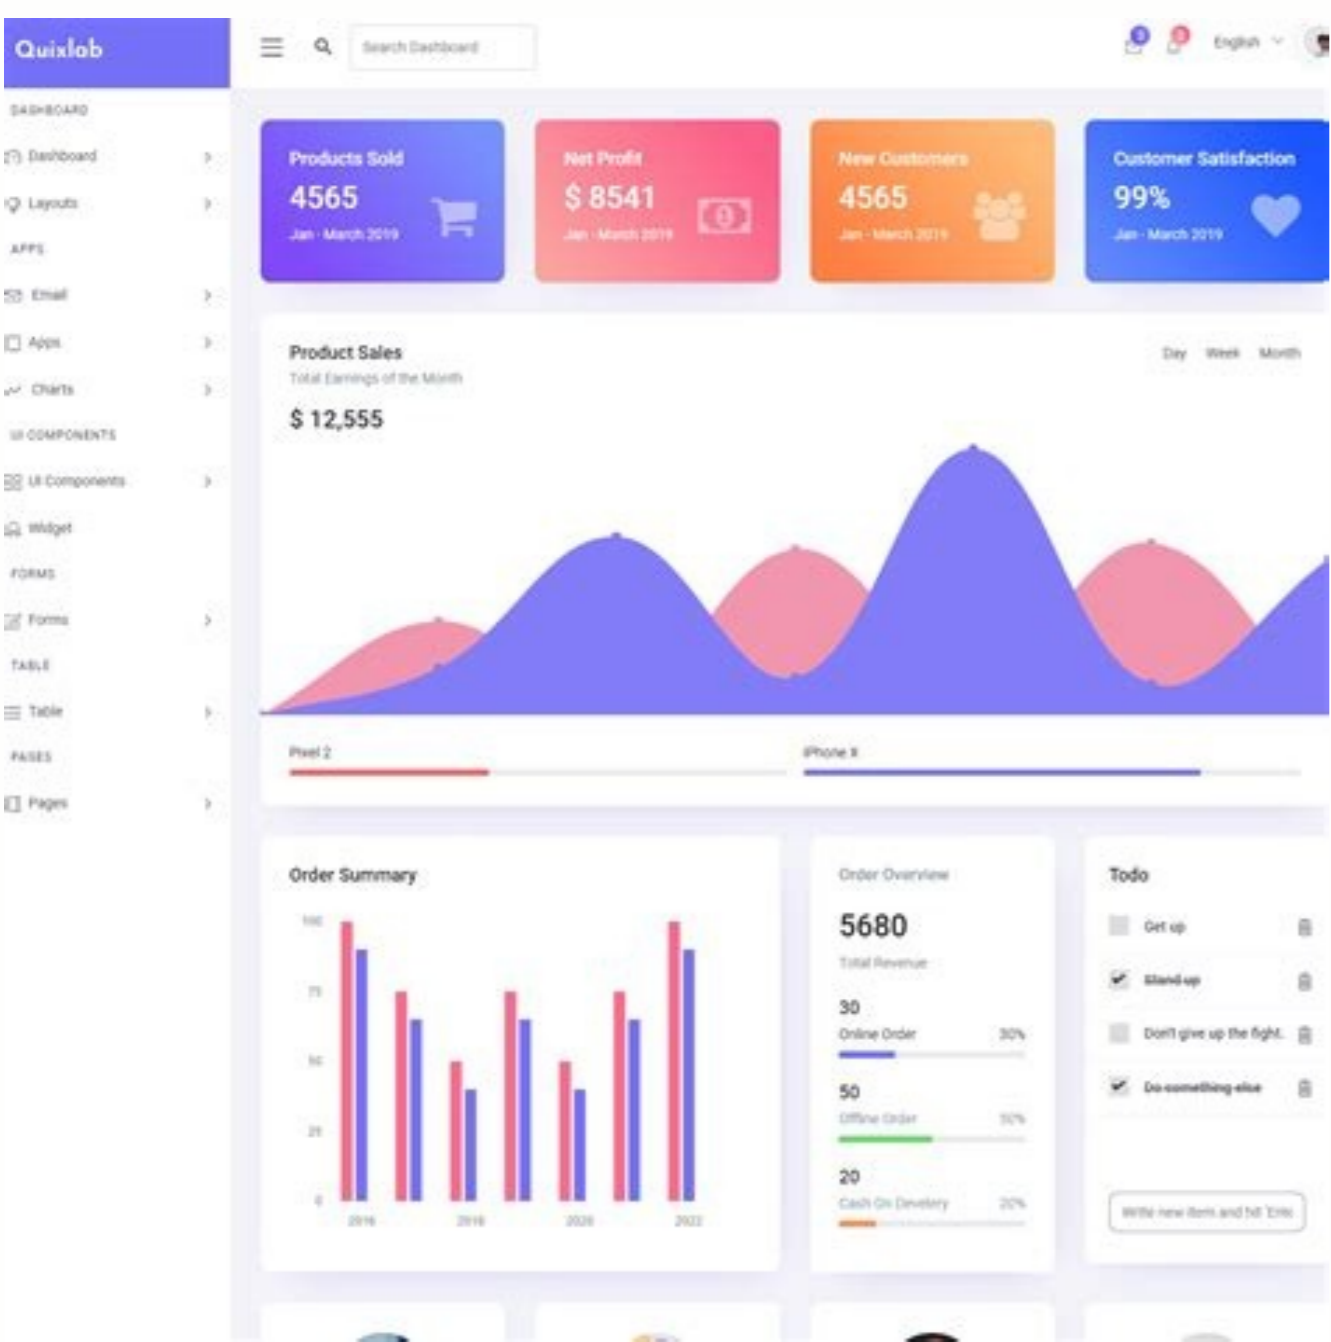 Quixlab
Search Dashboard
3
English
DASHBOARD
Dashboard
Layouts
APPS
Email
Apps
Charts
UI COMPONENTS
UI Components
Widget
FORMS
Forms
TABLE
Table
PAGES
Pages
Products Sold
4565
Jan - March 2019
Net Profit
$ 8541
Jan - March 2019
New Customers
4565
Jan - March 2019
Customer Satisfaction
99%
Jan - March 2019
Product Sales
Total Earnings of the Month
$ 12,555
Day Week Month
Pixel 2
iPhone X
Order Summary
100
75
50
25
0
2016 2018 2020 2022
Order Overview
5680
Total Revenue
30
Online Order 30%
50
Offline Order 50%
20
Cash On Develery 20%
Todo
Get up
Stand up
Don't give up the fight.
Do something else
Write new item and hit 'Ente